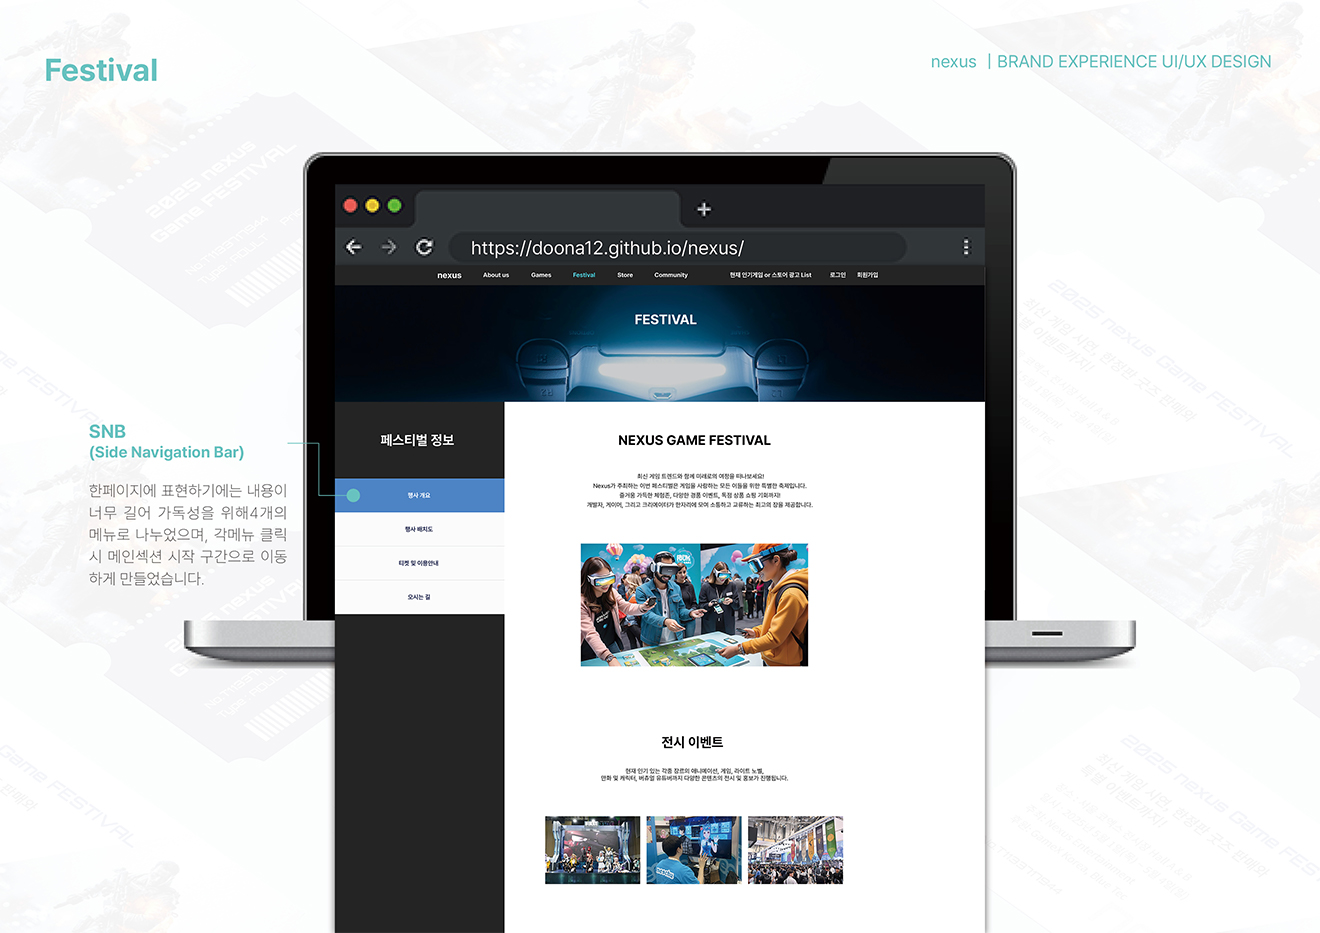 Festival
nexus | BRAND EXPERIENCE UI/UX DESIGN
https://doona12.github.io/nexus/
nexus About us Games Festival Store Community 현재 인기게임 or 스토어 광고 List 로그인 회원가입
FESTIVAL
SNB
(Side Navigation Bar)
한페이지에 표현하기에는 내용이
너무 길어 가독성을 위해4개의
메뉴로 나누었으며, 각메뉴 클릭
시 메인섹션 시작 구간으로 이동
하게 만들었습니다.
페스티벌 정보
행사 개요
행사 배치도
티켓 및 이용안내
오시는 길
NEXUS GAME FESTIVAL
최신 게임 트렌드와 함께 미래로의 여정을 떠나보세요!
Nexus가 주최하는 이번 페스티벌은 게임을 사랑하는 모든 이들을 위한 특별한 축제입니다.
즐거움 가득한 체험존, 다양한 경품 이벤트, 독점 상품 쇼핑 기회까지!
개발자, 게이머, 그리고 크리에이터가 한자리에 모여 소통하고 교류하는 최고의 장을 제공합니다.
전시 이벤트
현재 인기 있는 각종 장르의 애니메이션, 게임, 라이트 노벨,
만화 및 캐릭터, 버츄얼 유튜버까지 다양한 콘텐츠의 전시 및 홍보가 진행됩니다.
2025 nexus
Game FESTIVAL
2025 nexus Game FESTIVAL